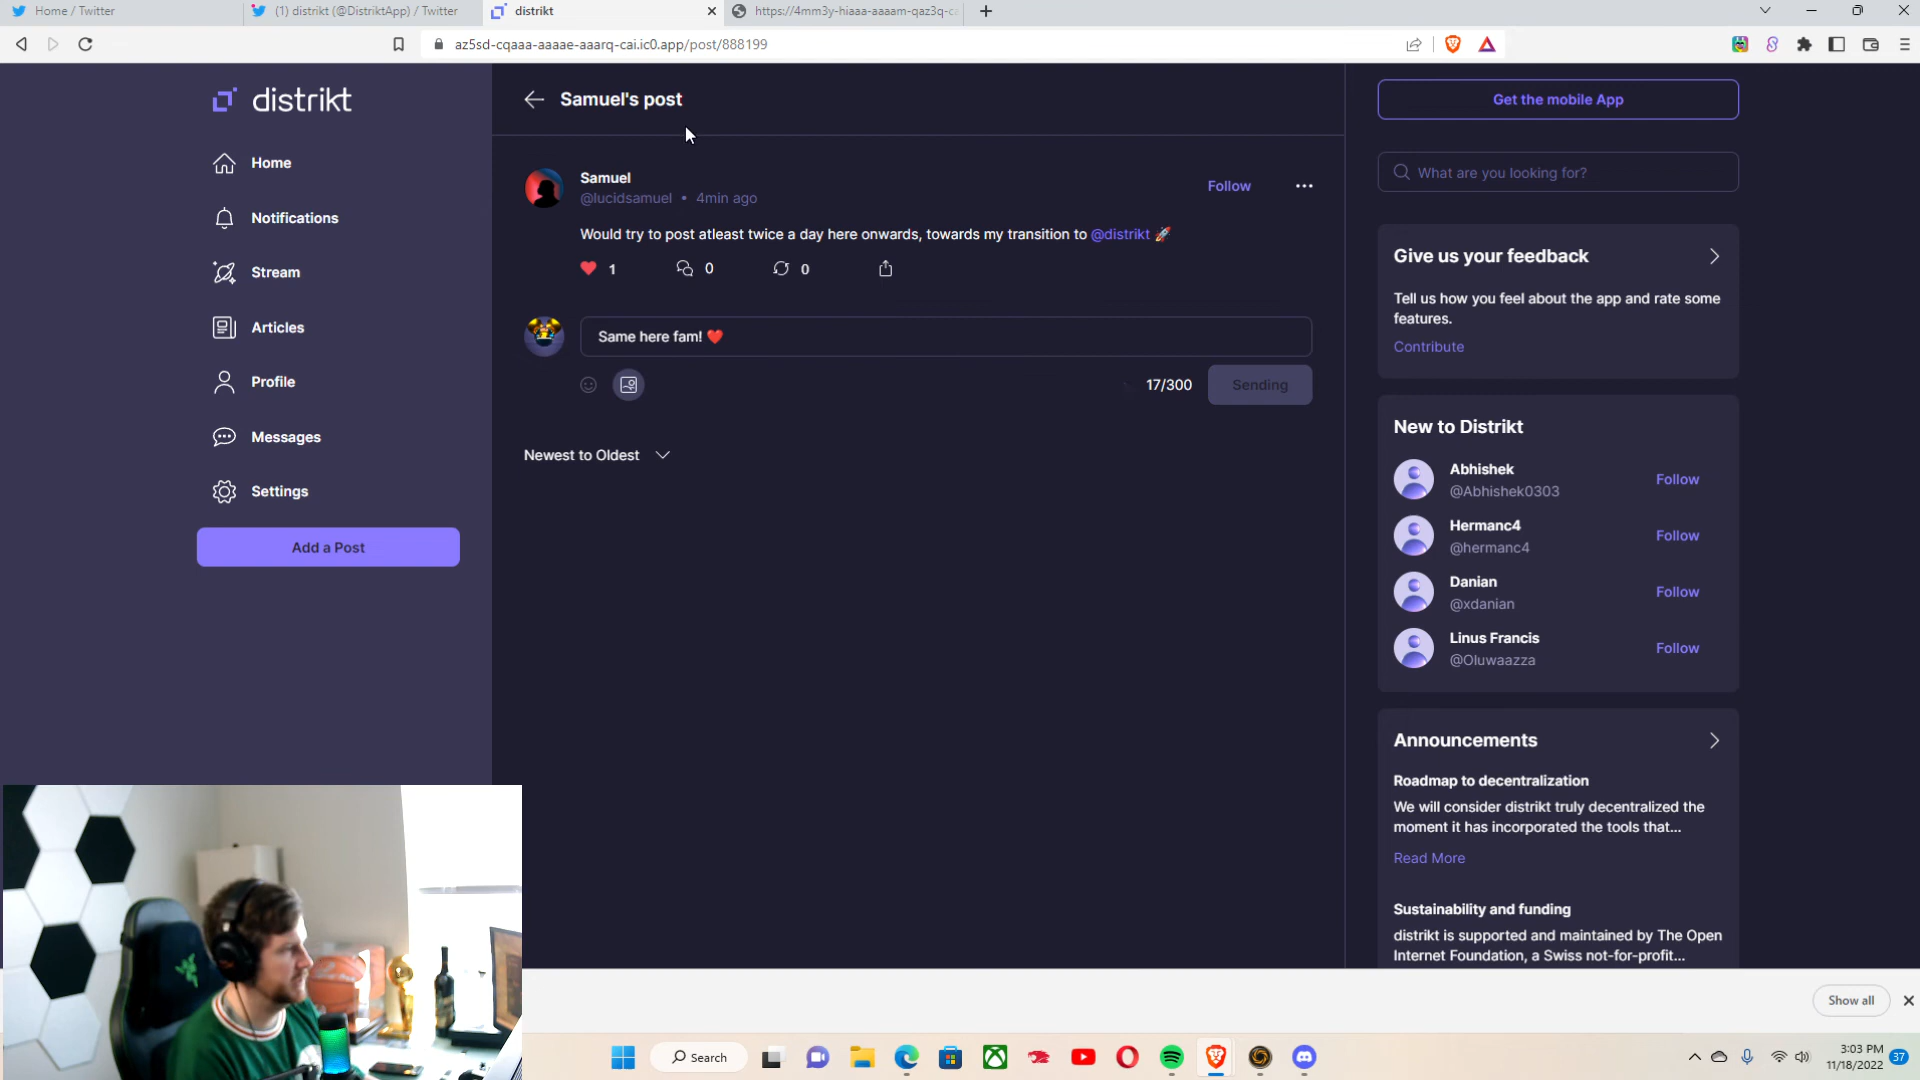 Home / Twitter
(1) distrikt (@DistriktApp) / Twitter
distrikt
https://4mm3y-hiaaa-aaaam-qaz3q-c
az5sd-cqaaa-aaaae-aaarq-cai.ic0.app/post/888199
distrikt
Home
Notifications
Stream
Articles
Profile
Messages
Settings
Add a Post
Samuel's post
Samuel
@lucidsamuel • 4min ago
Follow
Would try to post atleast twice a day here onwards, towards my transition to @distrikt 🚀
1
0
0
Same here fam! ❤️
17/300
Sending
Newest to Oldest
Get the mobile App
What are you looking for?
Give us your feedback
Tell us how you feel about the app and rate some
features.
Contribute
New to Distrikt
Abhishek
@Abhishek0303
Follow
Hermanc4
@hermanc4
Follow
Danian
@xdanian
Follow
Linus Francis
@Oluwaazza
Follow
Announcements
Roadmap to decentralization
We will consider distrikt truly decentralized the
moment it has incorporated the tools that...
Read More
Sustainability and funding
distrikt is supported and maintained by The Open
Internet Foundation, a Swiss not-for-profit...
Show all
Search
3:03 PM
11/18/2022
37